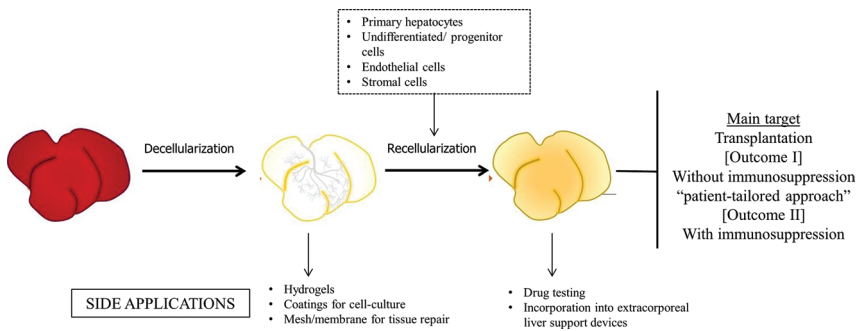 • Primary hepatocytes
• Undifferentiated/ progenitor
cells
• Endothelial cells
• Stromal cells
Decellularization
Recellularization
Main target
Transplantation
[Outcome I]
Without immunosuppression
“patient-tailored approach”
[Outcome II]
With immunosuppression
SIDE APPLICATIONS
• Hydrogels
• Coatings for cell-culture
• Mesh/membrane for tissue repair
• Drug testing
• Incorporation into extracorporeal
liver support devices